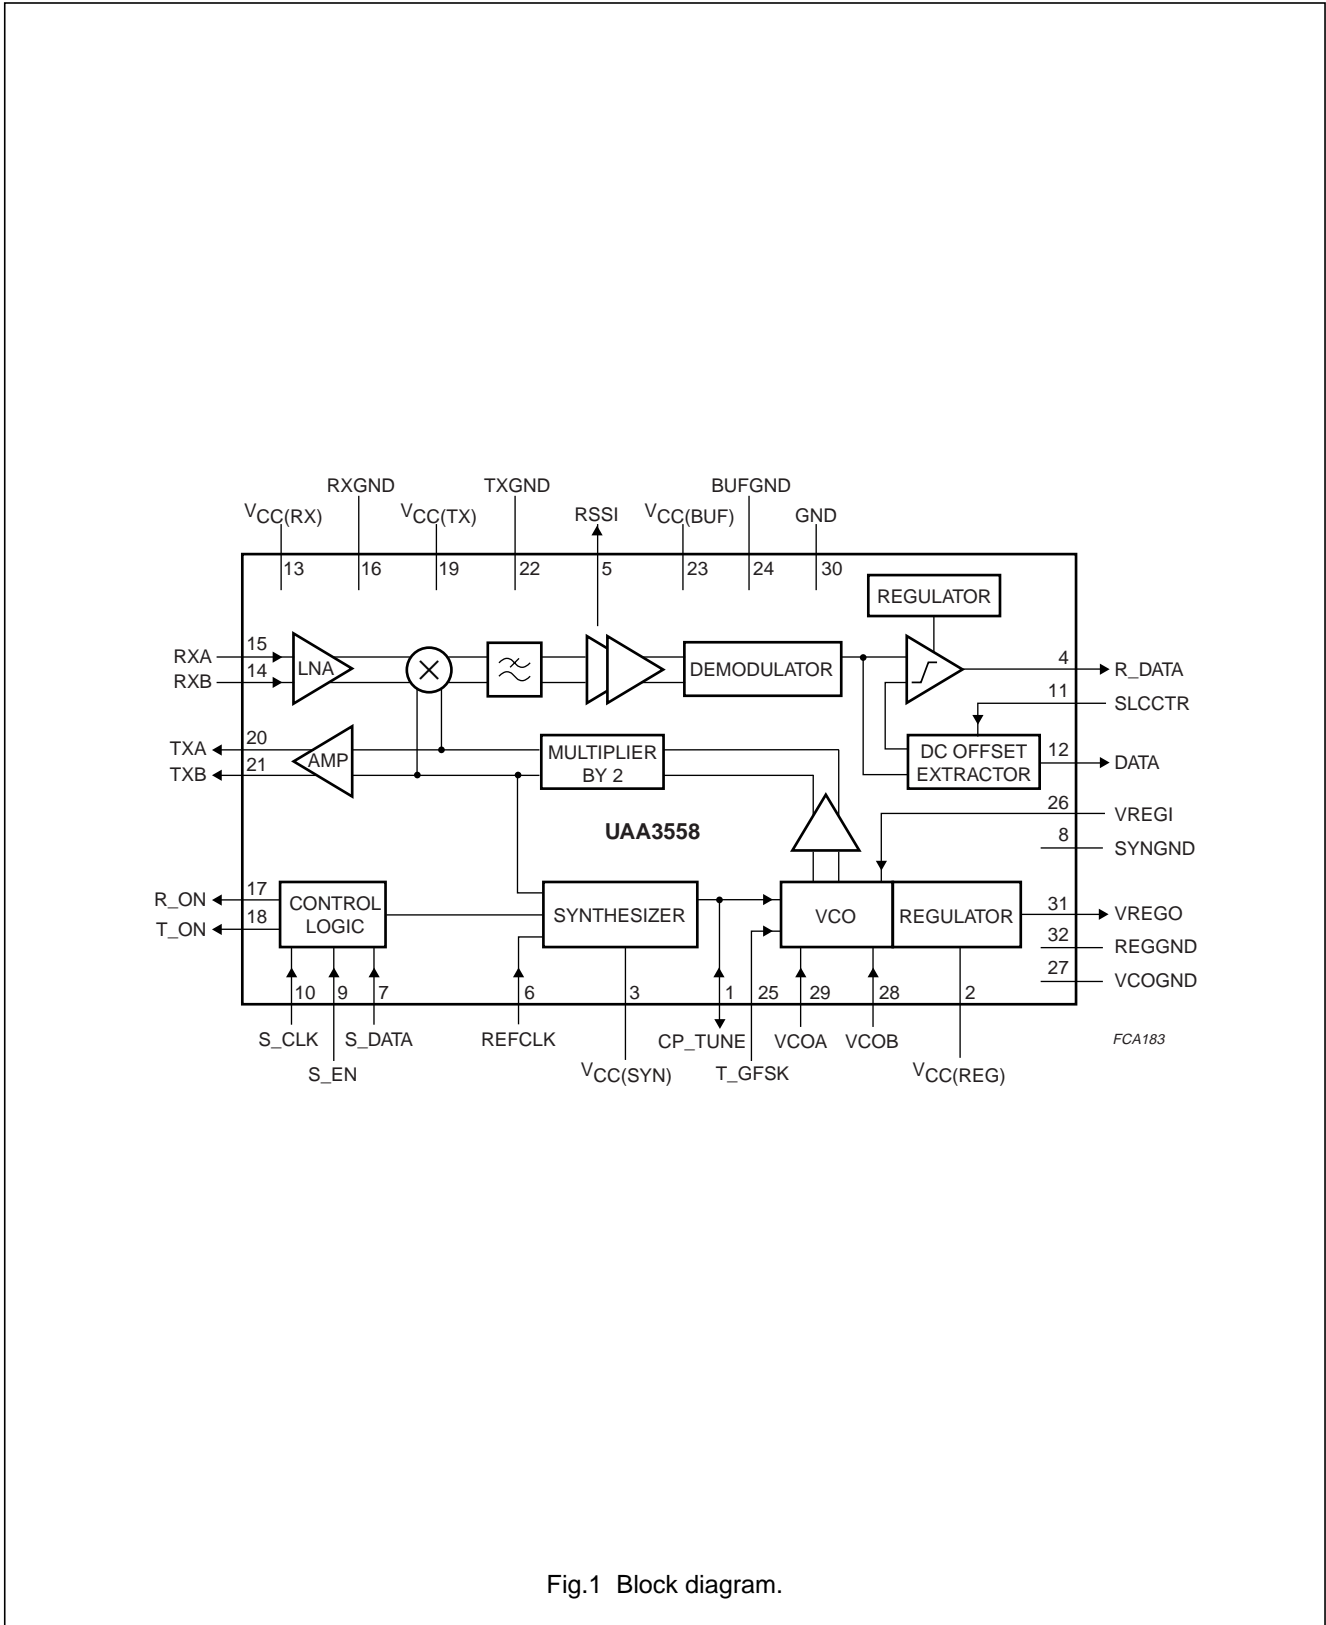 RXGND TXGND BUFGND
VCC(RX) VCC(TX) RSSI VCC(BUF) GND
13 16 19 22 5 23 24 30
REGULATOR
RXA 15 LNA DEMODULATOR 4 R_DATA
RXB 14
11 SLCCTR
TXA 20 AMP MULTIPLIER BY 2 DC OFFSET EXTRACTOR 12 DATA
TXB 21
26 VREGI
UAA3558
8 SYNGND
R_ON 17 CONTROL LOGIC SYNTHESIZER VCO REGULATOR 31 VREGO
T_ON 18
32 REGGND
27 VCOGND
10 9 7 6 3 1 25 29 28 2
S_CLK S_DATA REFCLK CP_TUNE VCOA VCOB FCA183
S_EN VCC(SYN) T_GFSK VCC(REG)
Fig.1 Block diagram.